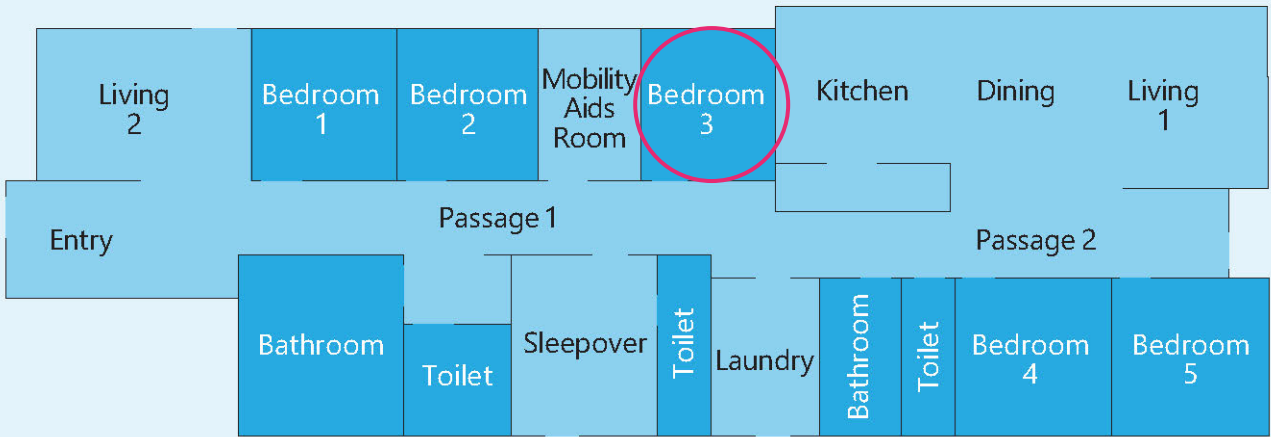 Living
2
Bedroom
1
Bedroom
2
Mobility
Aids
Room
Bedroom
3
Kitchen
Dining
Living
1
Entry
Passage 1
Passage 2
Bathroom
Toilet
Sleepover
Toilet
Laundry
Bathroom
Toilet
Bedroom
4
Bedroom
5